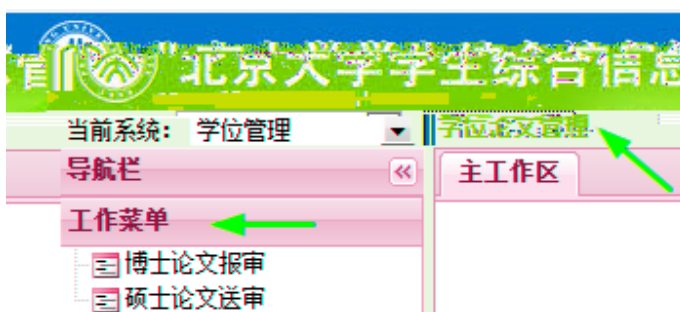 北京大学学生综合信息
当前系统： 学位管理
学位论文管理
导航栏
主工作区
工作菜单
博士论文报审
硕士论文送审